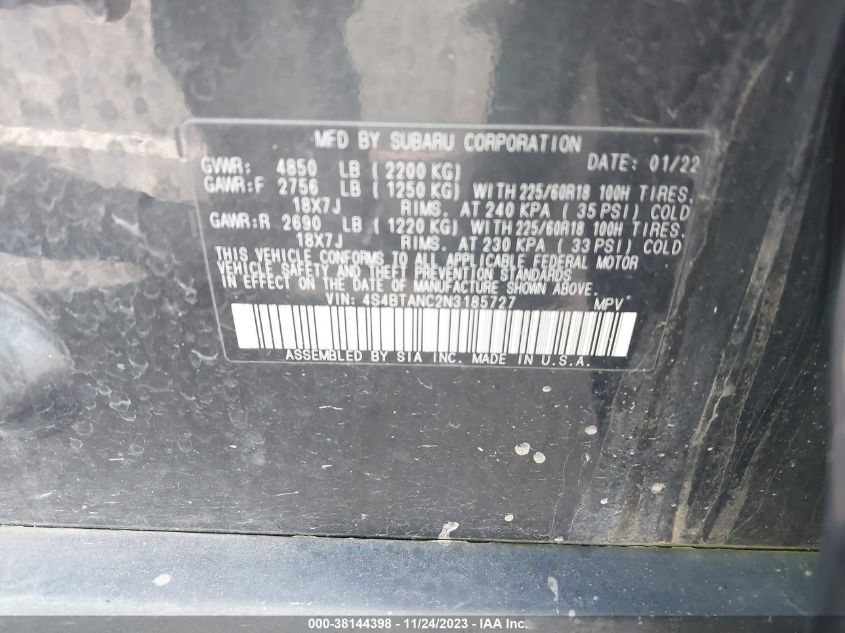 MFD BY SUBARU CORPORATION
GVWR: 4850 LB ( 2200 KG) DATE: 01/22
GAWR:F 2756 LB ( 1250 KG) WITH 225/60R18 100H TIRES,
18X7J RIMS, AT 240 KPA ( 35 PSI) COLD
GAWR:R 2690 LB ( 1220 KG) WITH 225/60R18 100H TIRES,
18X7J RIMS, AT 230 KPA ( 33 PSI) COLD
THIS VEHICLE CONFORMS TO ALL APPLICABLE FEDERAL MOTOR
VEHICLE SAFETY AND THEFT PREVENTION STANDARDS
IN EFFECT ON THE DATE OF MANUFACTURE SHOWN ABOVE.
VIN: 4S4BTANC2N3185727 MPV
ASSEMBLED BY SIA INC. MADE IN U.S.A.
000-38144398 - 11/24/2023 - IAA Inc.